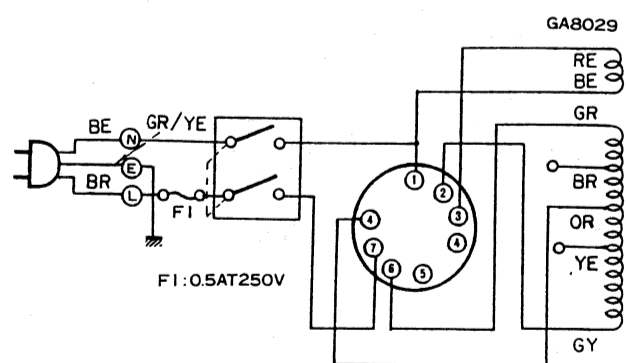 GA8029
RE
BE
GR
BE
N
GR/YE
E
BR
L
F1
1
2
3
4
4
5
6
7
BR
OR
YE
GY
F1:0.5AT250V